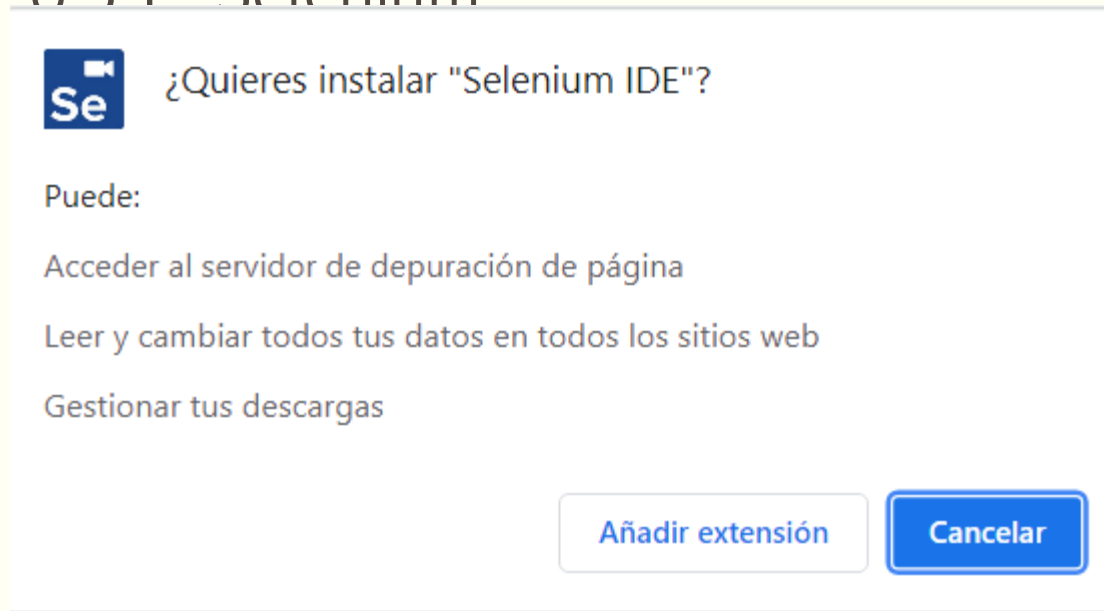 Se
¿Quieres instalar "Selenium IDE"?
Puede:
Acceder al servidor de depuración de página
Leer y cambiar todos tus datos en todos los sitios web
Gestionar tus descargas
Añadir extensión
Cancelar